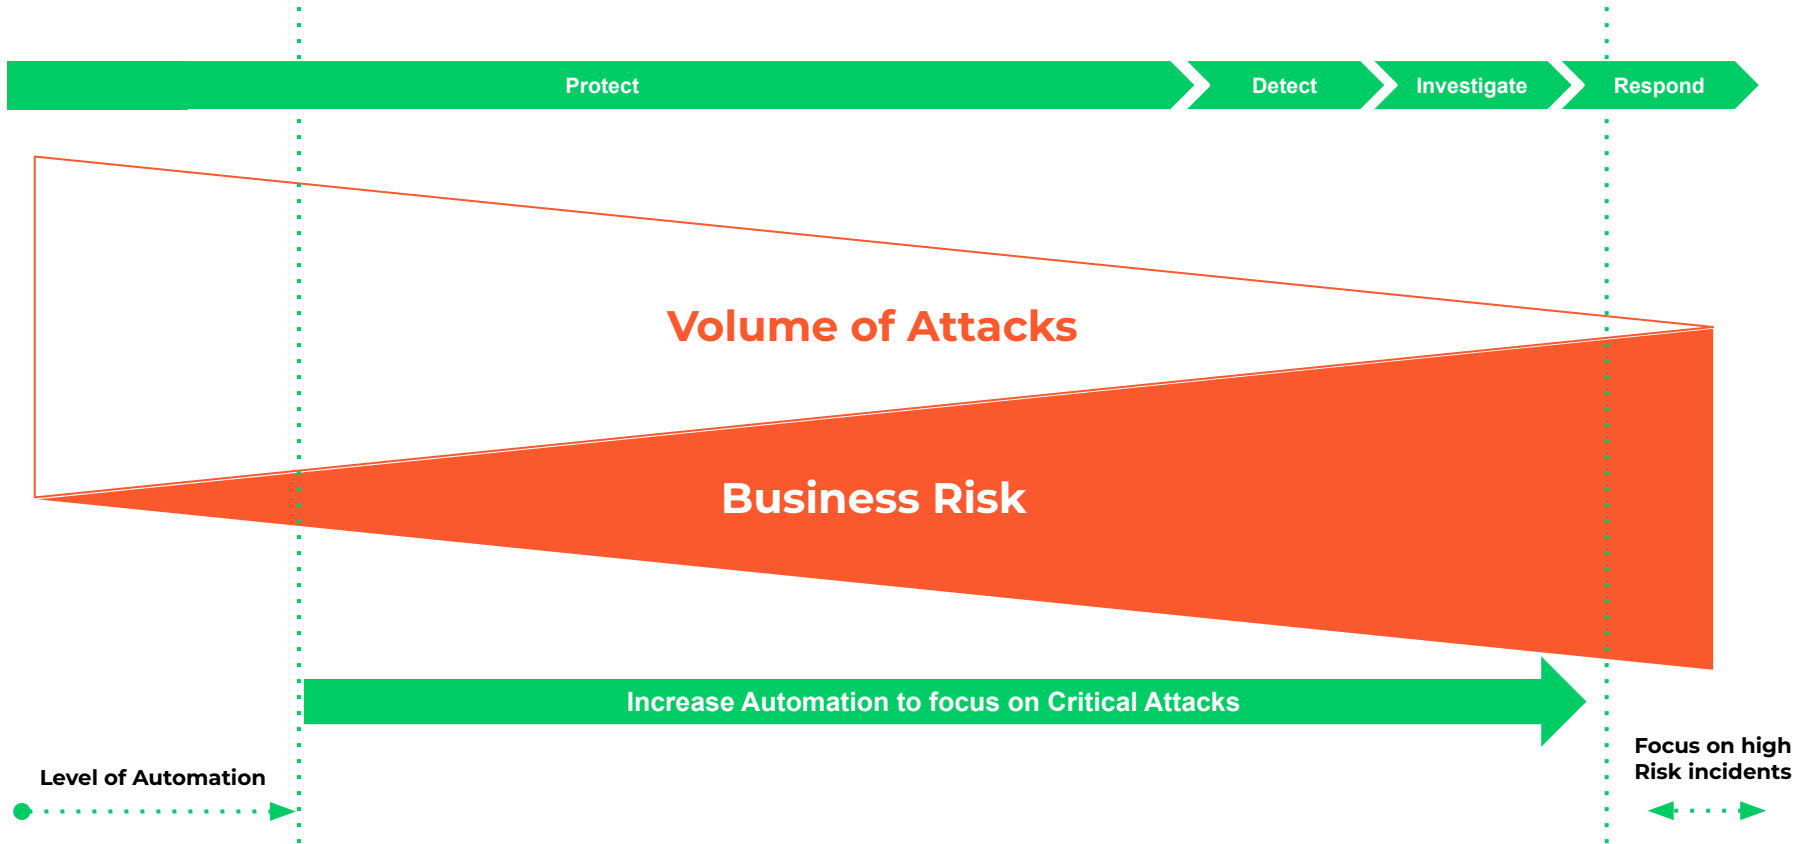 Protect
Detect
Investigate
Respond
Volume of Attacks
Business Risk
Increase Automation to focus on Critical Attacks
Level of Automation
Focus on high
Risk incidents